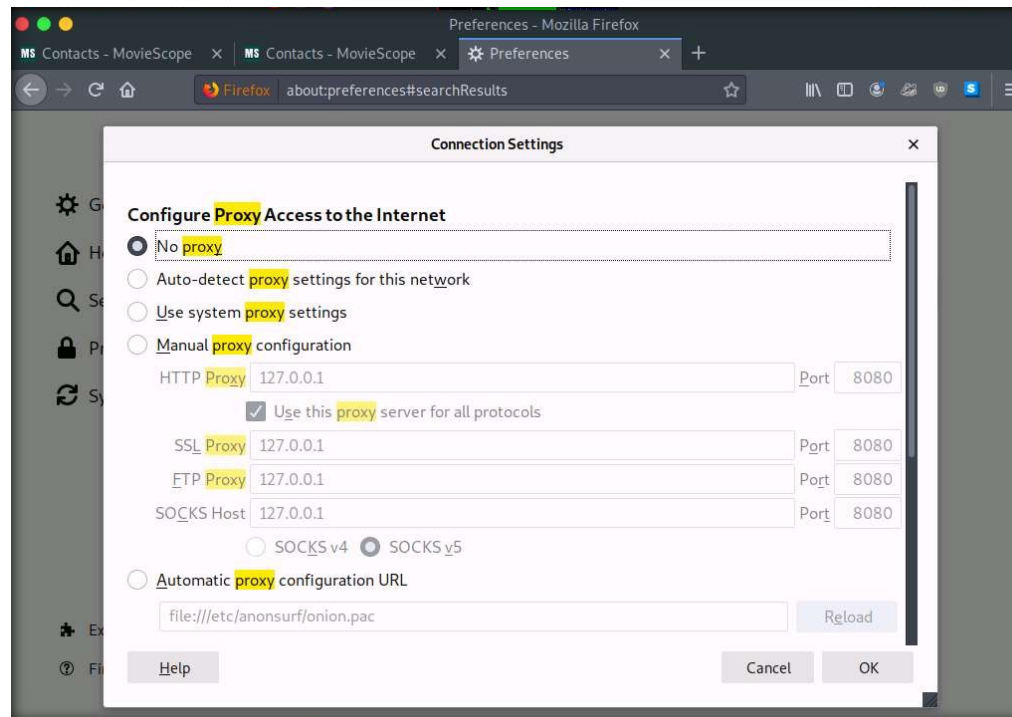 Preferences - Mozilla Firefox
MS Contacts - MovieScope × MS Contacts - MovieScope × Preferences × +
Firefox about:preferences#searchResults
Connection Settings ×
Configure Proxy Access to the Internet
No proxy
Auto-detect proxy settings for this network
Use system proxy settings
Manual proxy configuration
HTTP Proxy 127.0.0.1 Port 8080
Use this proxy server for all protocols
SSL Proxy 127.0.0.1 Port 8080
FTP Proxy 127.0.0.1 Port 8080
SOCKS Host 127.0.0.1 Port 8080
SOCKS v4 SOCKS v5
Automatic proxy configuration URL
file:///etc/anonsurf/onion.pac Reload
Help Cancel OK